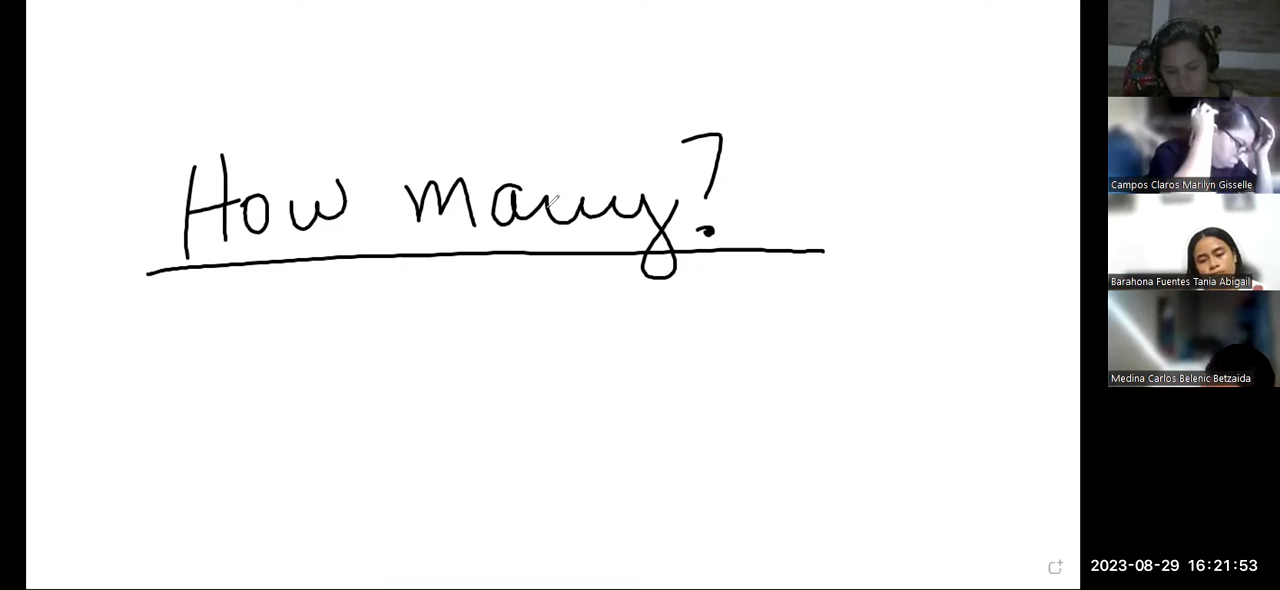 How many?
Campos Claros Marilyn Gisselle
Barahona Fuentes Tania Abigail
Medina Carlos Belenic Betzaida
2023-08-29 16:21:53